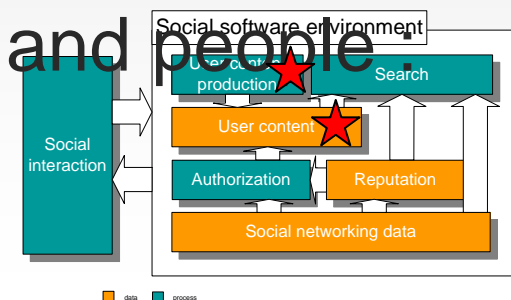 Social software environment
and people :
User content
production
Search
User content
Social
interaction
Authorization
Reputation
Social networking data
data
process